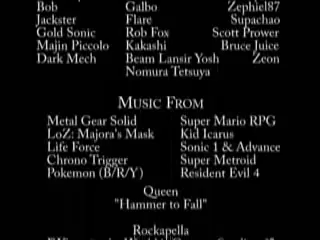 Bob Galbo Zephiel87
Jackster Flare Supachao
Gold Sonic Rob Fox Scott Prower
Majin Piccolo Kakashi Bruce Juice
Dark Mech Beam Lansir Yosh Zeon
Nomura Tetsuya
MUSIC FROM
Metal Gear Solid Super Mario RPG
LoZ: Majora's Mask Kid Icarus
Life Force Sonic 1 & Advance
Chrono Trigger Super Metroid
Pokemon (B/R/Y) Resident Evil 4
Queen
"Hammer to Fall"
Rockapella